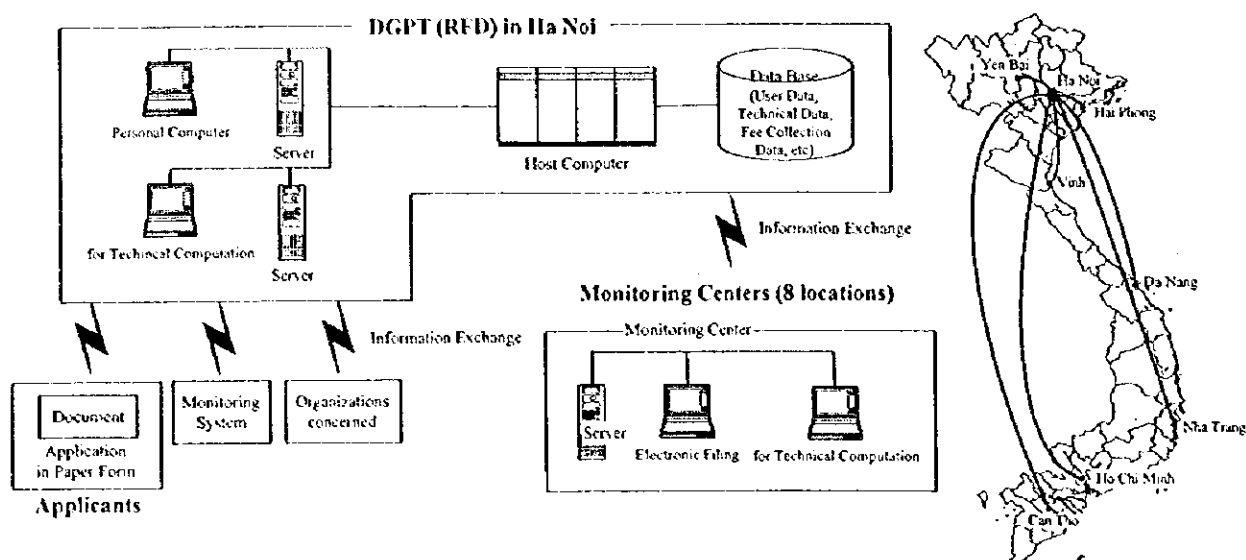 DGPT (RFD) in Ha Noi
Personal Computer
Server
for Techincal Computation
Server
Host Computer
Data Base
(User Data,
Technical Data,
Fee Collection
Data, etc)
Information Exchange
Information Exchange
Document
Application
in Paper Form
Applicants
Monitoring
System
Organizations
concerned
Monitoring Centers (8 locations)
Monitoring Center
Server
Electronic Filing
for Technical Computation
Yen Bai
Ha Noi
Hai Phong
Vinh
Da Nang
Nha Trang
Ho Chi Minh
Can Tho